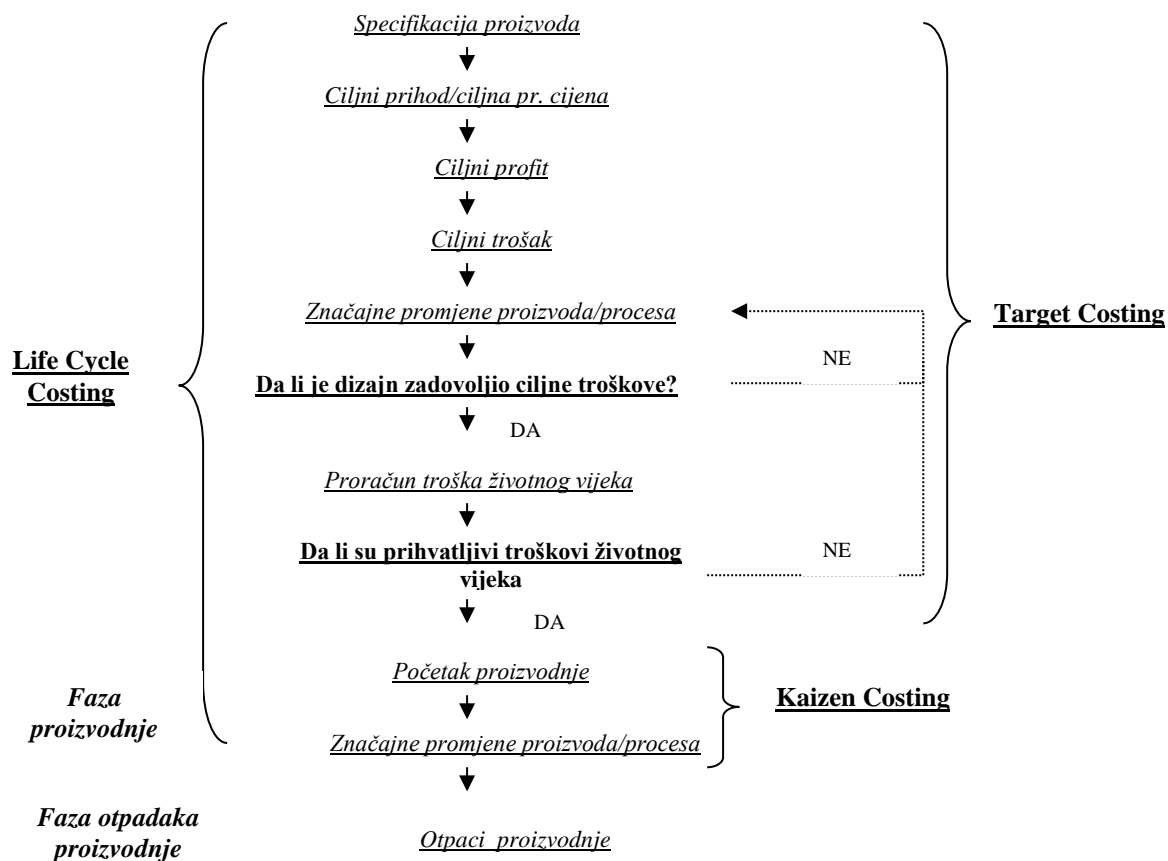 Specifikacija proizvoda
Ciljni prihod/ciljna pr. cijena
Ciljni profit
Ciljni trošak
Značajne promjene proizvoda/procesa
Target Costing
Life Cycle
Costing
NE
Da li je dizajn zadovoljio ciljne troškove?
DA
Proračun troška životnog vijeka
Da li su prihvatljivi troškovi životnog
vijeka
NE
DA
Početak proizvodnje
Faza
proizvodnje
Kaizen Costing
Značajne promjene proizvoda/procesa
Faza otpadaka
proizvodnje
Otpaci proizvodnje